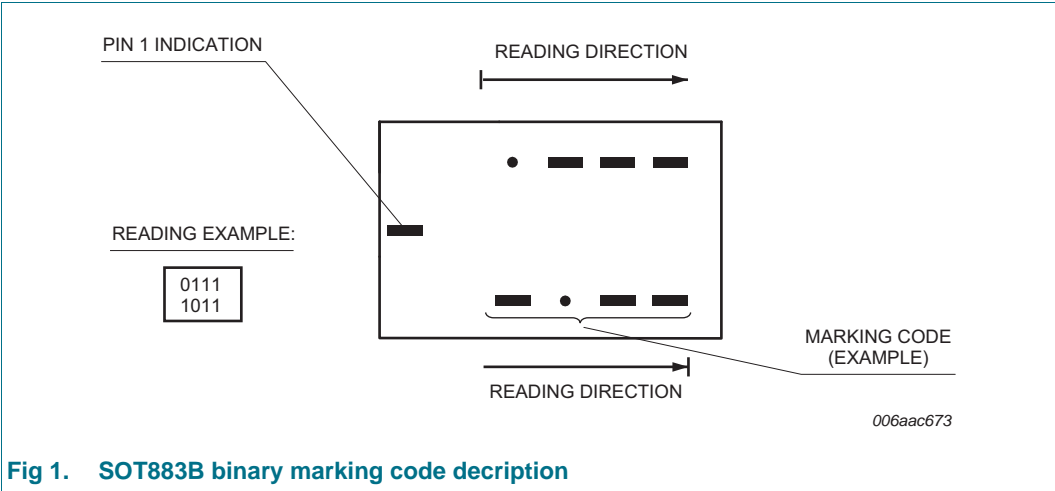 PIN 1 INDICATION
READING DIRECTION
READING EXAMPLE:
0111
1011
MARKING CODE
(EXAMPLE)
READING DIRECTION
006aac673
Fig 1. SOT883B binary marking code decription